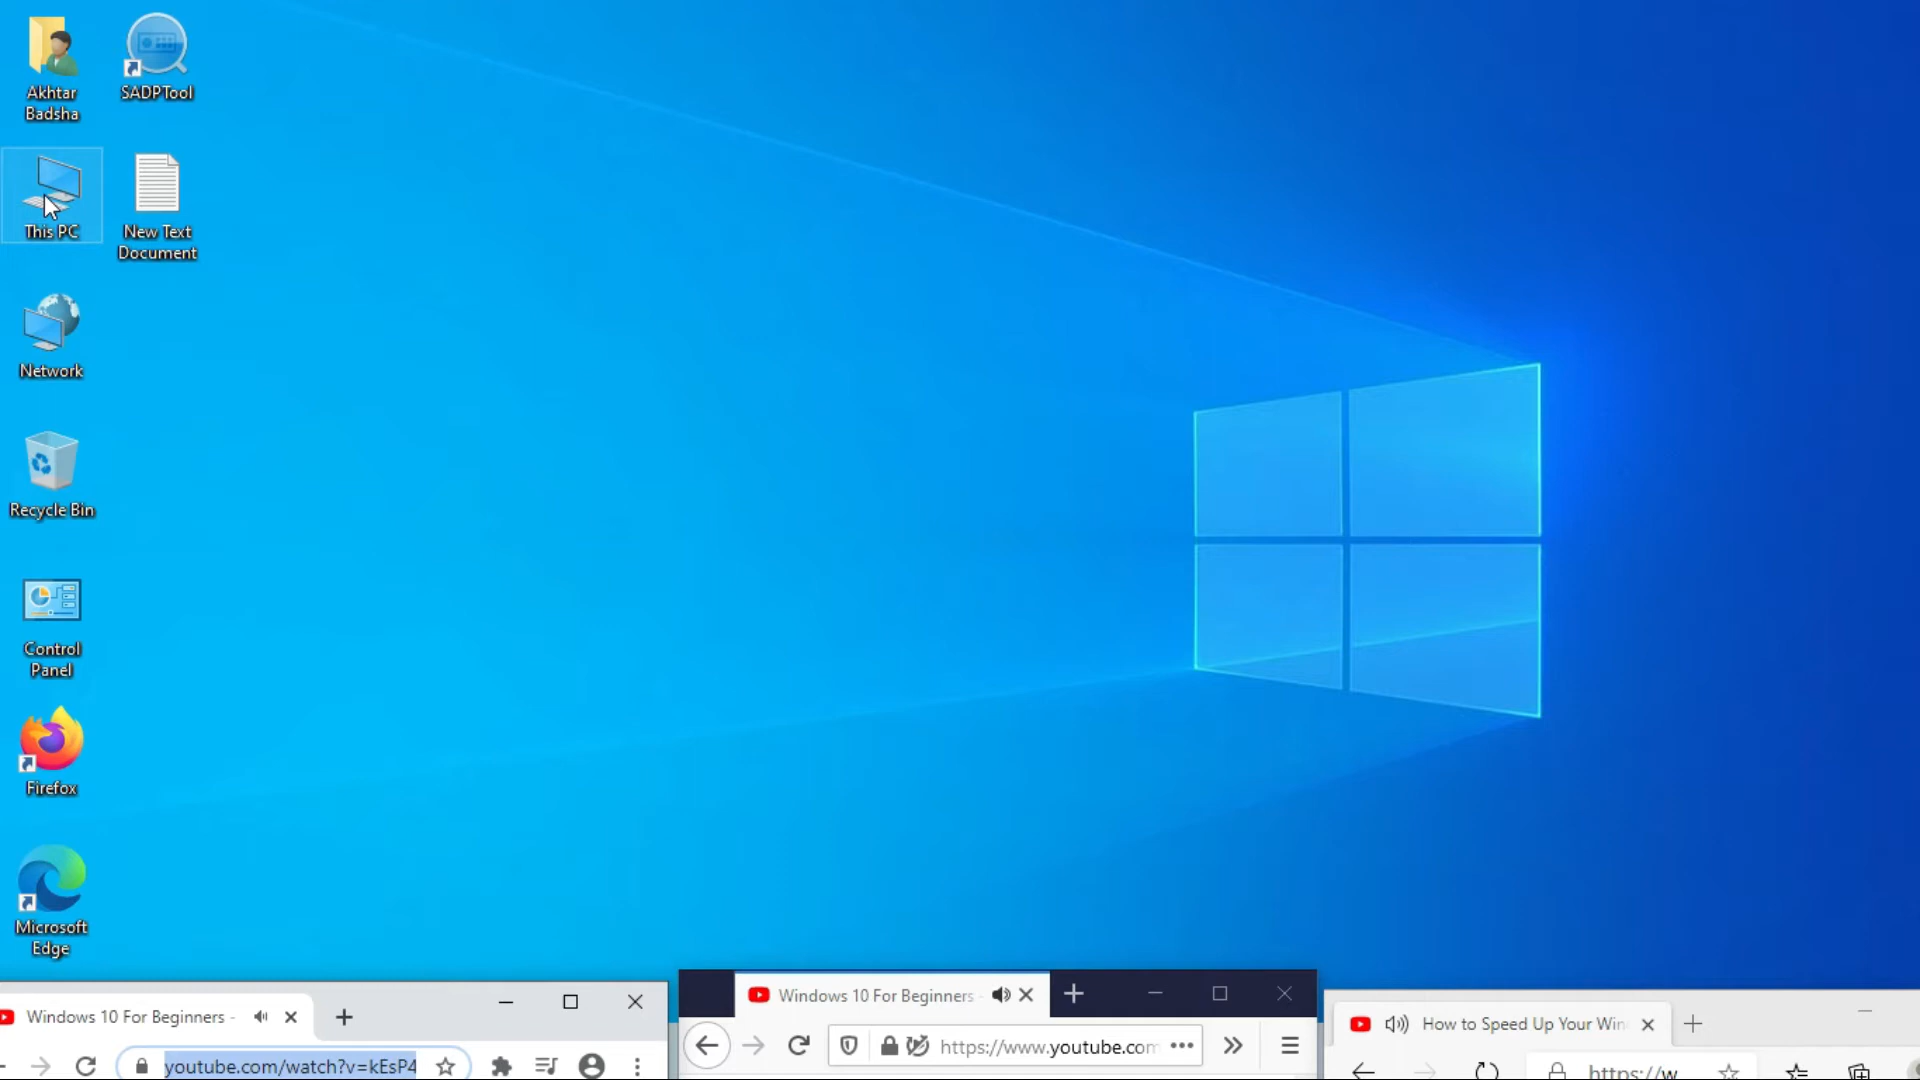 Akhtar
Badsha
SADPTool
This PC
New Text
Document
Network
Recycle Bin
Control
Panel
Firefox
Microsoft
Edge
Windows 10 For Beginners -
youtube.com/watch?v=kEsP4
Windows 10 For Beginners -
https://www.youtube.com
How to Speed Up Your Win
https://w